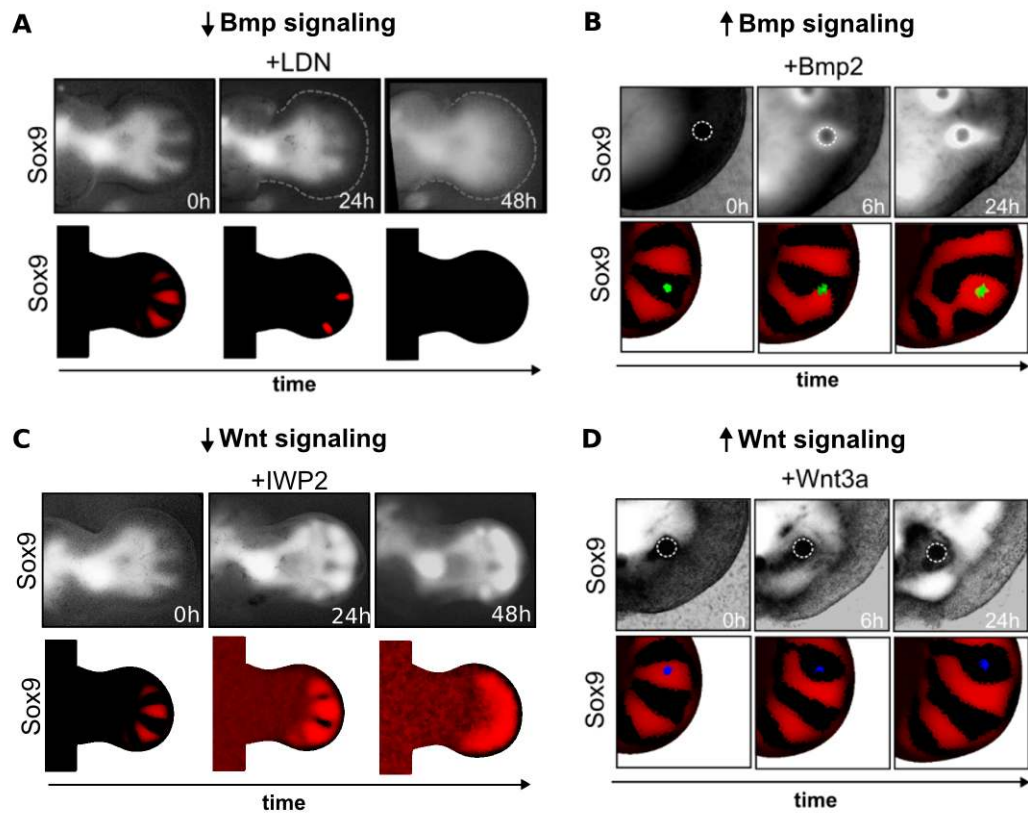 A
↓ Bmp signaling
+LDN
Sox9
0h
24h
48h
Sox9
time
B
↑ Bmp signaling
+Bmp2
Sox9
0h
6h
24h
Sox9
time
C
↓ Wnt signaling
+IWP2
Sox9
0h
24h
48h
Sox9
time
D
↑ Wnt signaling
+Wnt3a
Sox9
0h
6h
24h
Sox9
time